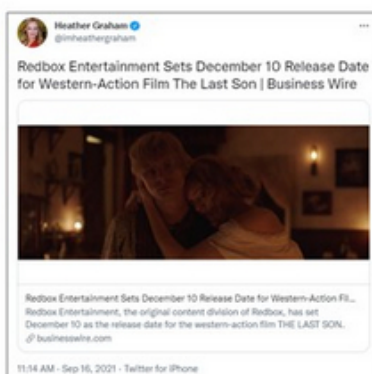 Heather Graham
@imheathergraham
Redbox Entertainment Sets December 10 Release Date
for Western-Action Film The Last Son | Business Wire
Redbox Entertainment Sets December 10 Release Date for Western-Action Fil...
Redbox Entertainment, the original content division of Redbox, has set
December 10 as the release date for the western-action film THE LAST SON.
businesswire.com
11:14 AM · Sep 16, 2021 · Twitter for iPhone